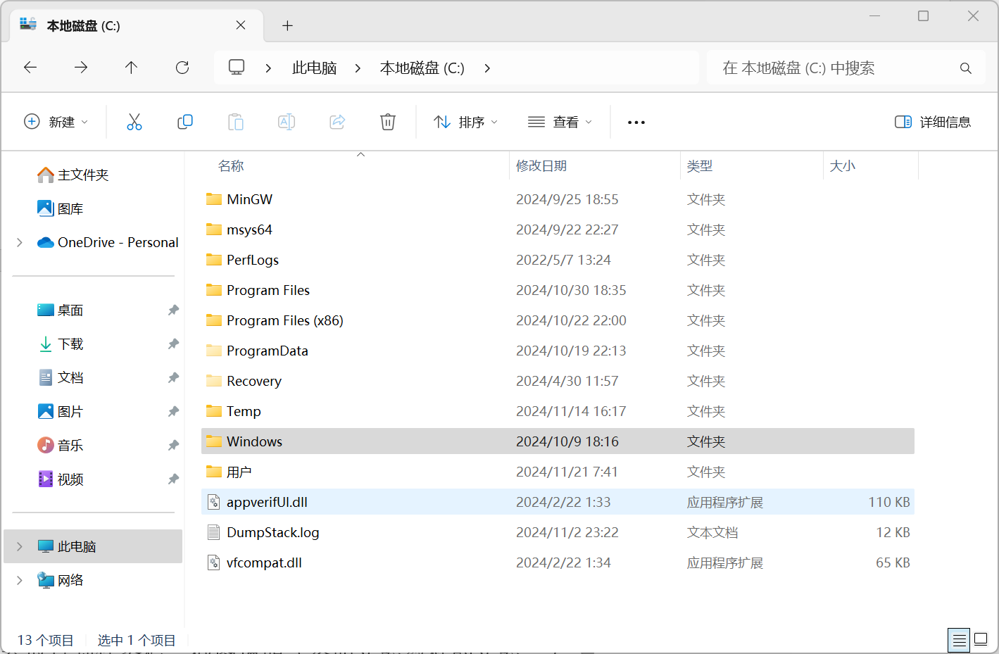 本地磁盘 (C:)
此电脑 本地磁盘 (C:)
在 本地磁盘 (C:) 中搜索
新建 排序 查看 详细信息
主文件夹
图库
OneDrive - Personal
桌面
下载
文档
图片
音乐
视频
此电脑
网络
名称 修改日期 类型 大小
MinGW 2024/9/25 18:55 文件夹
msys64 2024/9/22 22:27 文件夹
PerfLogs 2022/5/7 13:24 文件夹
Program Files 2024/10/30 18:35 文件夹
Program Files (x86) 2024/10/22 22:00 文件夹
ProgramData 2024/10/19 22:13 文件夹
Recovery 2024/4/30 11:57 文件夹
Temp 2024/11/14 16:17 文件夹
Windows 2024/10/9 18:16 文件夹
用户 2024/11/21 7:41 文件夹
appverifUI.dll 2024/2/22 1:33 应用程序扩展 110 KB
DumpStack.log 2024/11/2 23:22 文本文档 12 KB
vfcompat.dll 2024/2/22 1:34 应用程序扩展 65 KB
13 个项目 选中 1 个项目